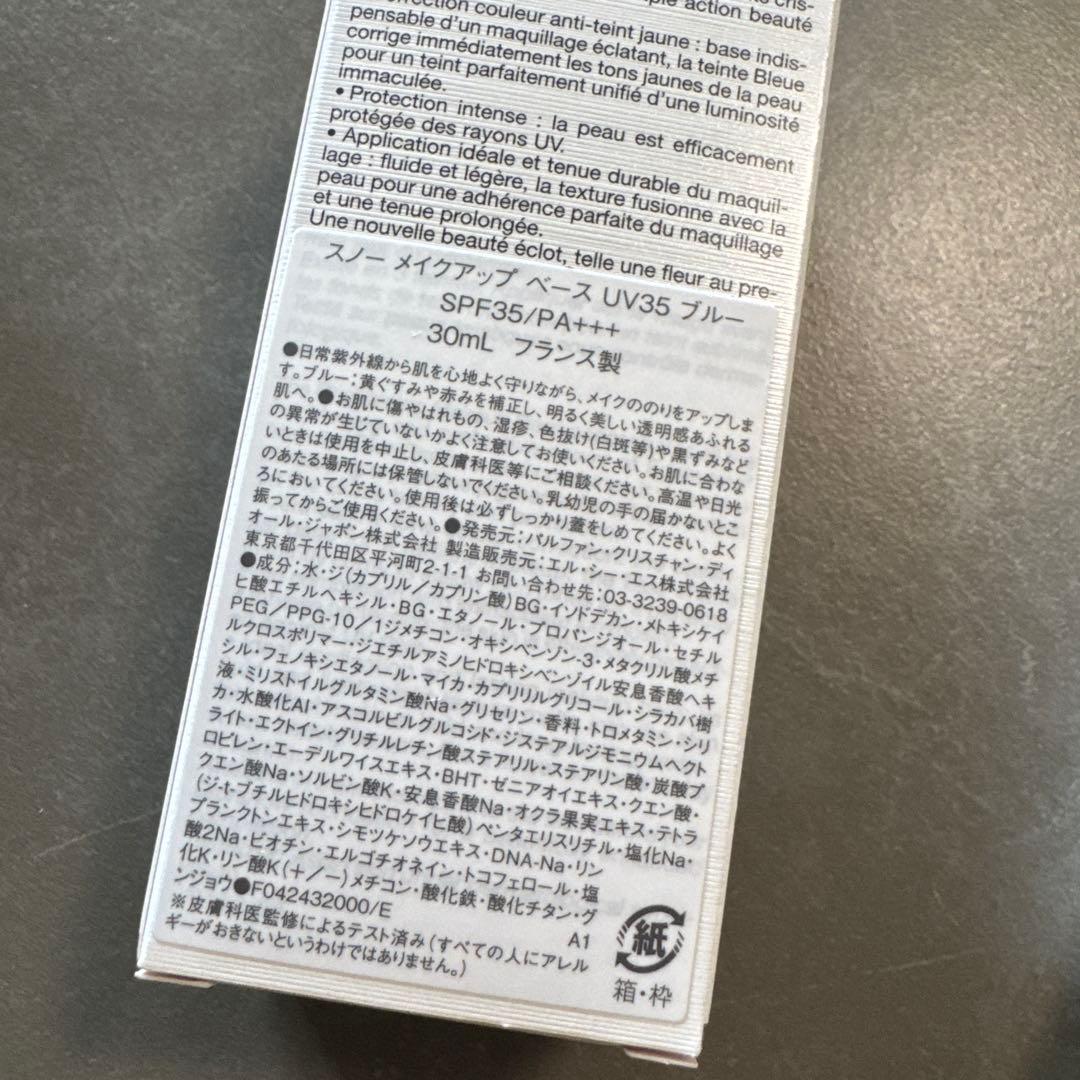 action beauté
couleur anti-teint jaune : base indis-
pensable d'un maquillage éclatant, la teinte Bleue
corrige immédiatement les tons jaunes de la peau
pour un teint parfaitement unifié d'une luminosité
immaculée.
• Protection intense : la peau est efficacement
protégée des rayons UV.
• Application idéale et tenue durable du maquil-
lage : fluide et légère, la texture fusionne avec la
peau pour une adhérence parfaite du maquillage
et une tenue prolongée.
Une nouvelle beauté éclot, telle une fleur au pre-
スノー メイクアップ ベース UV35 ブルー
SPF35/PA+++
30mL フランス製
●日常紫外線から肌を心地よく守りながら、メイクののりをアップしま
す。ブルー：黄ぐすみや赤みを補正し、明るく美しい透明感あふれる
肌へ。●お肌に傷やはれもの、湿疹、色抜け(白斑等)や黒ずみなど
の異常が生じていないかよく注意してお使いください。お肌に合わな
いときは使用を中止し、皮膚科医等にご相談ください。高温や日光
のあたる場所には保管しないでください。乳幼児の手の届かないとこ
ろにおいてください。使用後は必ずしっかり蓋をしめてください。よく
振ってからご使用ください。●発売元：パルファン・クリスチャン・ディ
オール・ジャポン株式会社 製造販売元：エル・シー・エス株式会社
東京都千代田区平河町2-1-1 お問い合わせ先：03-3239-0618
●成分：水・ジ(カプリル／カプリン酸)BG・イソドデカン・メトキシケイ
ヒ酸エチルヘキシル・BG・エタノール・プロパンジオール・セチル
PEG／PPG-10／1ジメチコン・オキシベンゾン-3・メタクリル酸メチ
ルクロスポリマー・ジエチルアミノヒドロキシベンゾイル安息香酸ヘキ
シル・フェノキシエタノール・マイカ・カプリリルグリコール・シラカバ樹
液・ミリストイルグルタミン酸Na・グリセリン・香料・トロメタミン・シリ
カ・水酸化Al・アスコルビルグルコシド・ジステアルジモニウムヘクト
ライト・エクトイン・グリチルレチン酸ステアリル・ステアリン酸・炭酸プ
ロピレン・エーデルワイスエキス・BHT・ゼニアオイエキス・クエン酸・
クエン酸Na・ソルビン酸K・安息香酸Na・オクラ果実エキス・テトラ
(ジ-t-ブチルヒドロキシヒドロケイヒ酸)ペンタエリスリチル・塩化Na・
プランクトンエキス・シモツケソウエキス・DNA-Na・リン
酸2Na・ビオチン・エルゴチオネイン・トコフェロール・塩
化K・リン酸K(＋／－)メチコン・酸化鉄・酸化チタン・グ
ンジョウ●F042432000/E
A1
※皮膚科医監修によるテスト済み(すべての人にアレル
ギーがおきないというわけではありません。)
紙
箱・枠